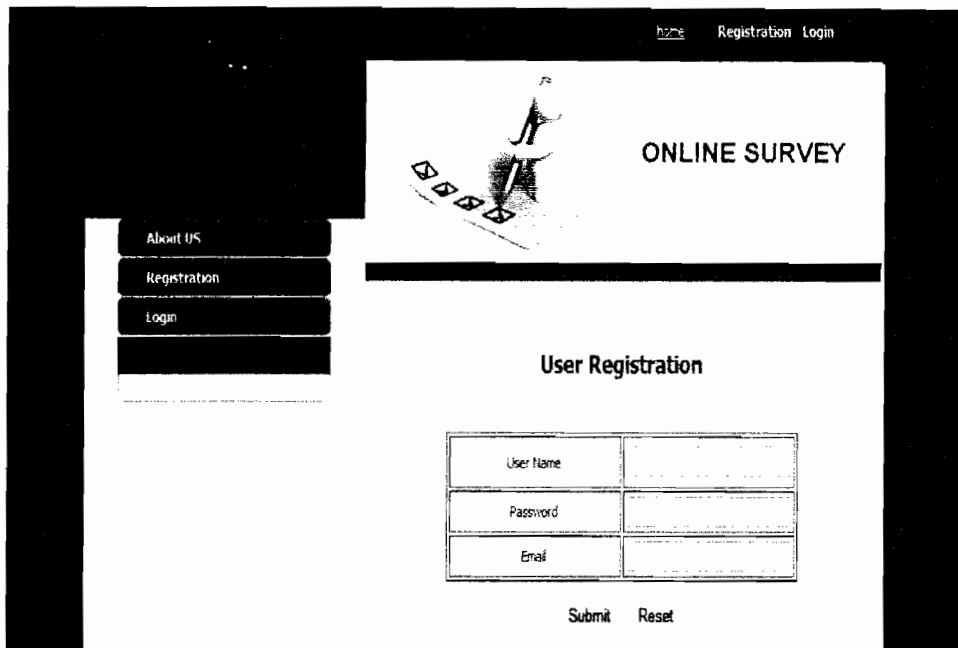 home Registration Login
ONLINE SURVEY
About US
Registration
Login
User Registration
User Name
Password
Email
Submit Reset